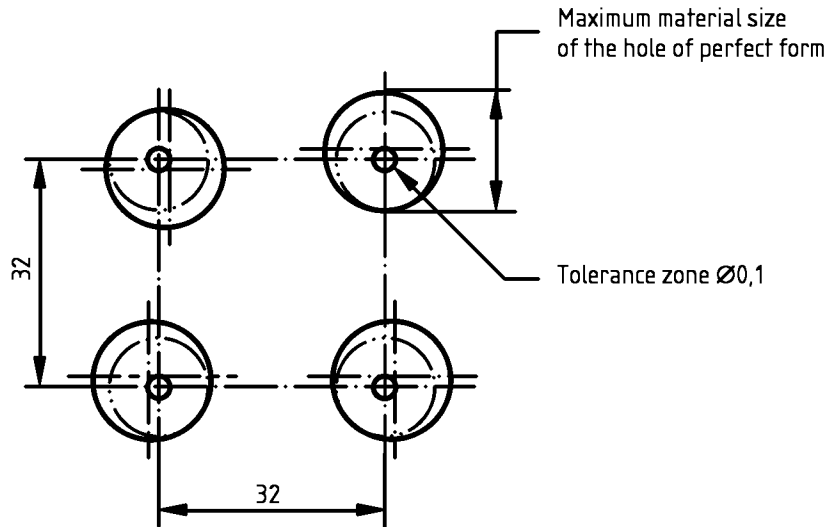 Maximum material size
of the hole of perfect form
32
Tolerance zone Ø0,1
32